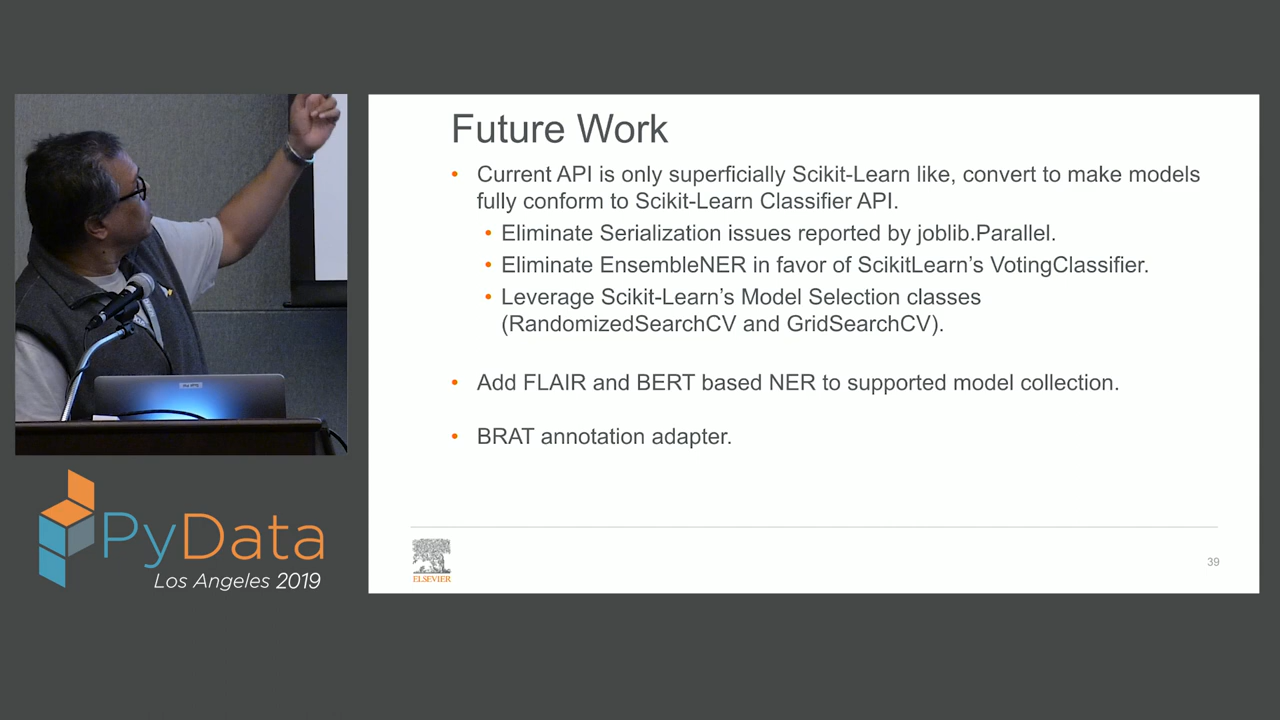 Future Work
• Current API is only superficially Scikit-Learn like, convert to make models
fully conform to Scikit-Learn Classifier API.
• Eliminate Serialization issues reported by joblib.Parallel.
• Eliminate EnsembleNER in favor of ScikitLearn’s VotingClassifier.
• Leverage Scikit-Learn’s Model Selection classes
(RandomizedSearchCV and GridSearchCV).
• Add FLAIR and BERT based NER to supported model collection.
• BRAT annotation adapter.
ELSEVIER
39
PyData
Los Angeles 2019